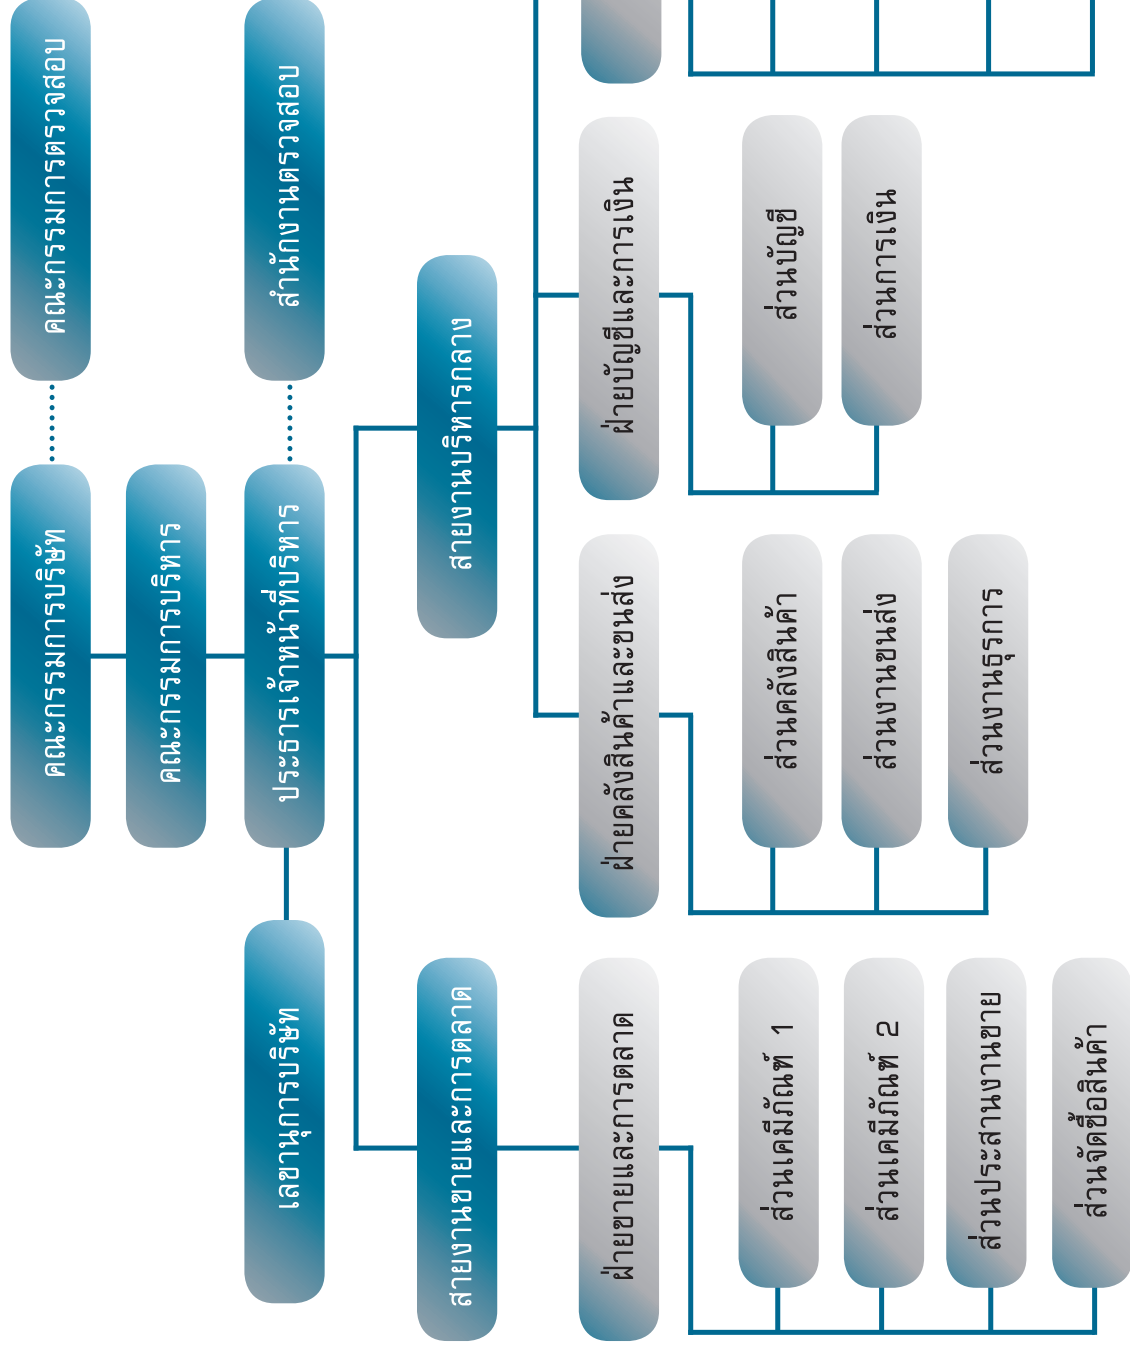 คณะกรรมการบริษัท
คณะกรรมการตรวจสอบ
คณะกรรมการบริหาร
เลขานุการบริษัท
ประธารเจ้าหน้าที่บริหาร
สำนักงานตรวจสอบ
สายงานขายและการตลาด
สายงานบริหารกลาง
ฝ่ายขายและการตลาด
ฝ่ายคลังสินค้าและขนส่ง
ฝ่ายบัญชีและการเงิน
ส่วนเคมีภัณฑ์ 1
ส่วนเคมีภัณฑ์ 2
ส่วนประสานงานขาย
ส่วนจัดซื้อสินค้า
ส่วนคลังสินค้า
ส่วนงานขนส่ง
ส่วนงานธุรการ
ส่วนบัญชี
ส่วนการเงิน